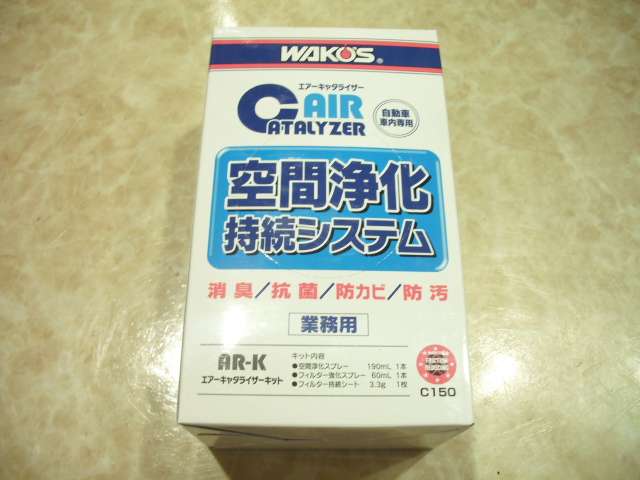 WAKO'S®
エアーキャタライザー
AIR
CATALYZER
自動車
車内専用
空間浄化
持続システム
消臭／抗菌／防カビ／防汚
業務用
AR-K
エアーキャタライザーキット
キット内容
●空間浄化スプレー 190mL 1本
●フィルター強化スプレー 60mL 1本
●フィルター持続シート 3.3g 1枚
C150